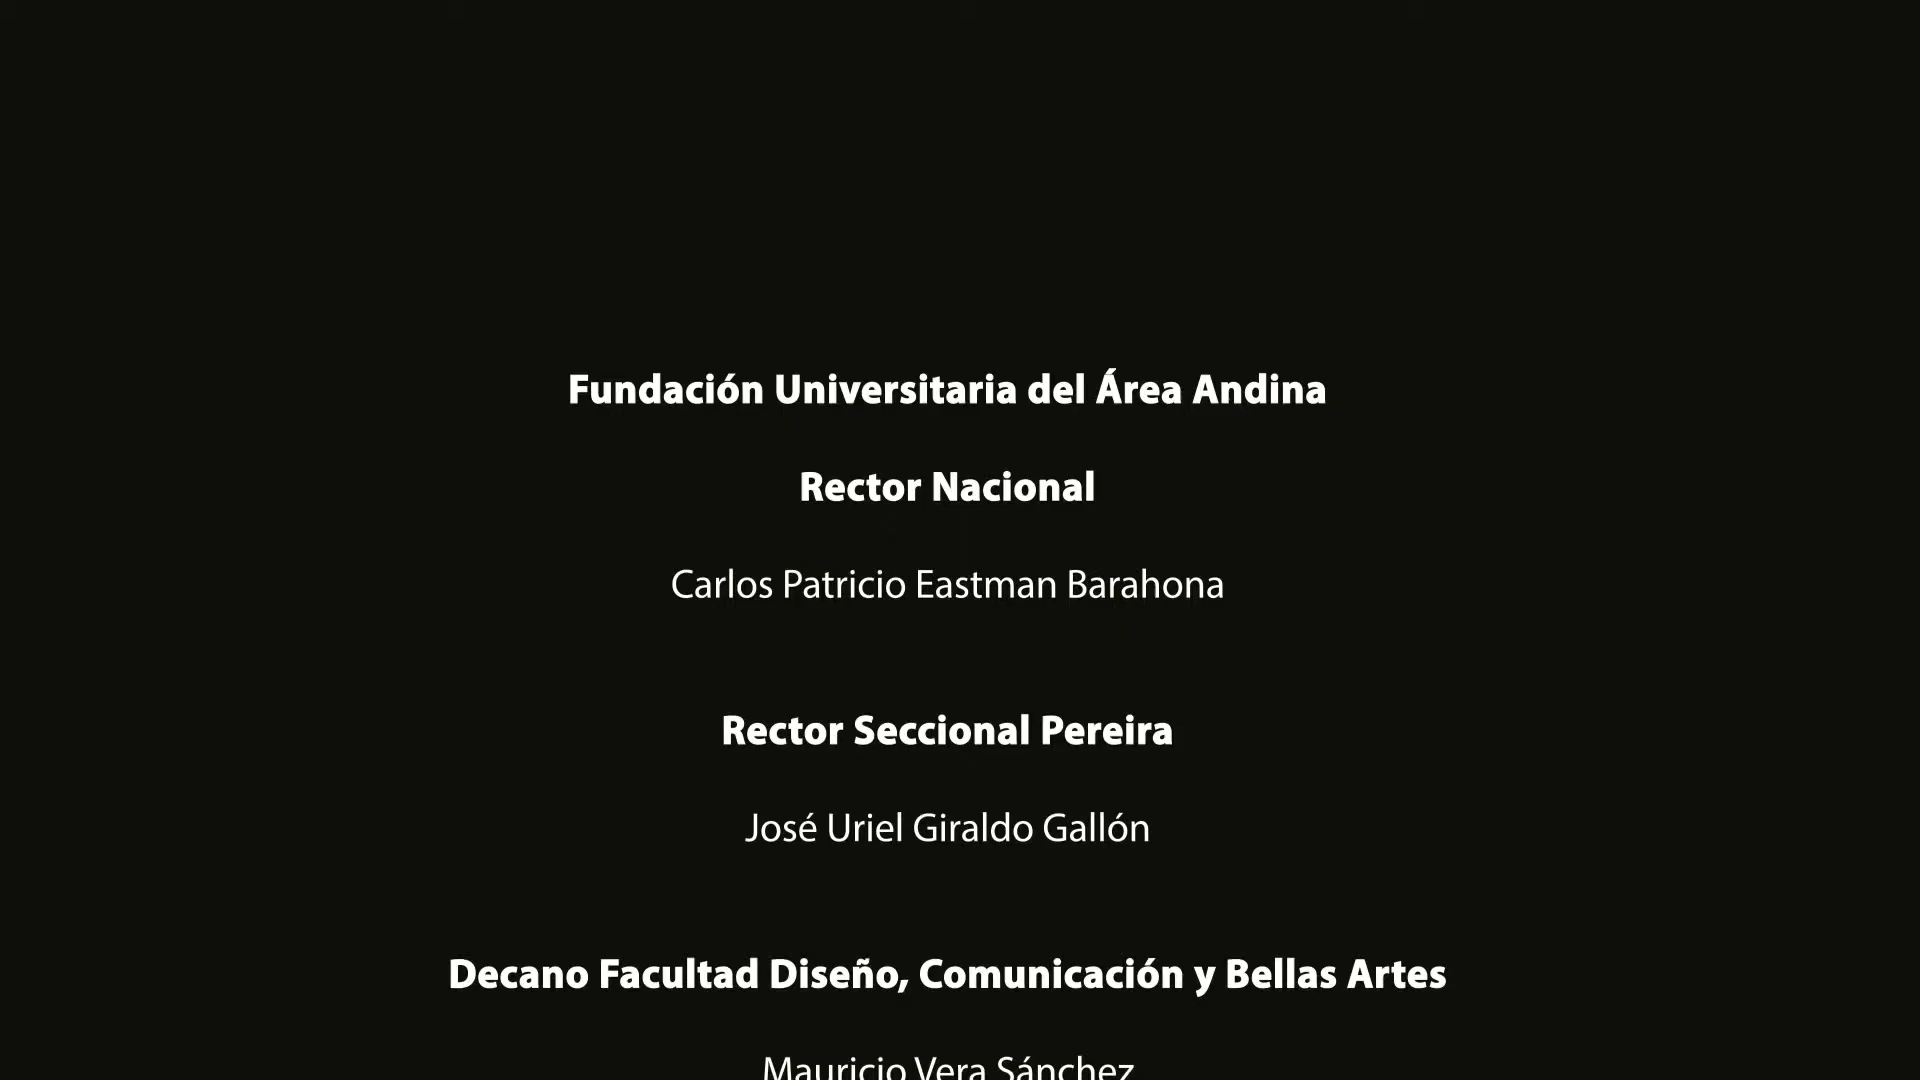 Fundación Universitaria del Área Andina
Rector Nacional
Carlos Patricio Eastman Barahona
Rector Seccional Pereira
José Uriel Giraldo Gallón
Decano Facultad Diseño, Comunicación y Bellas Artes
Mauricio Vera Sánchez